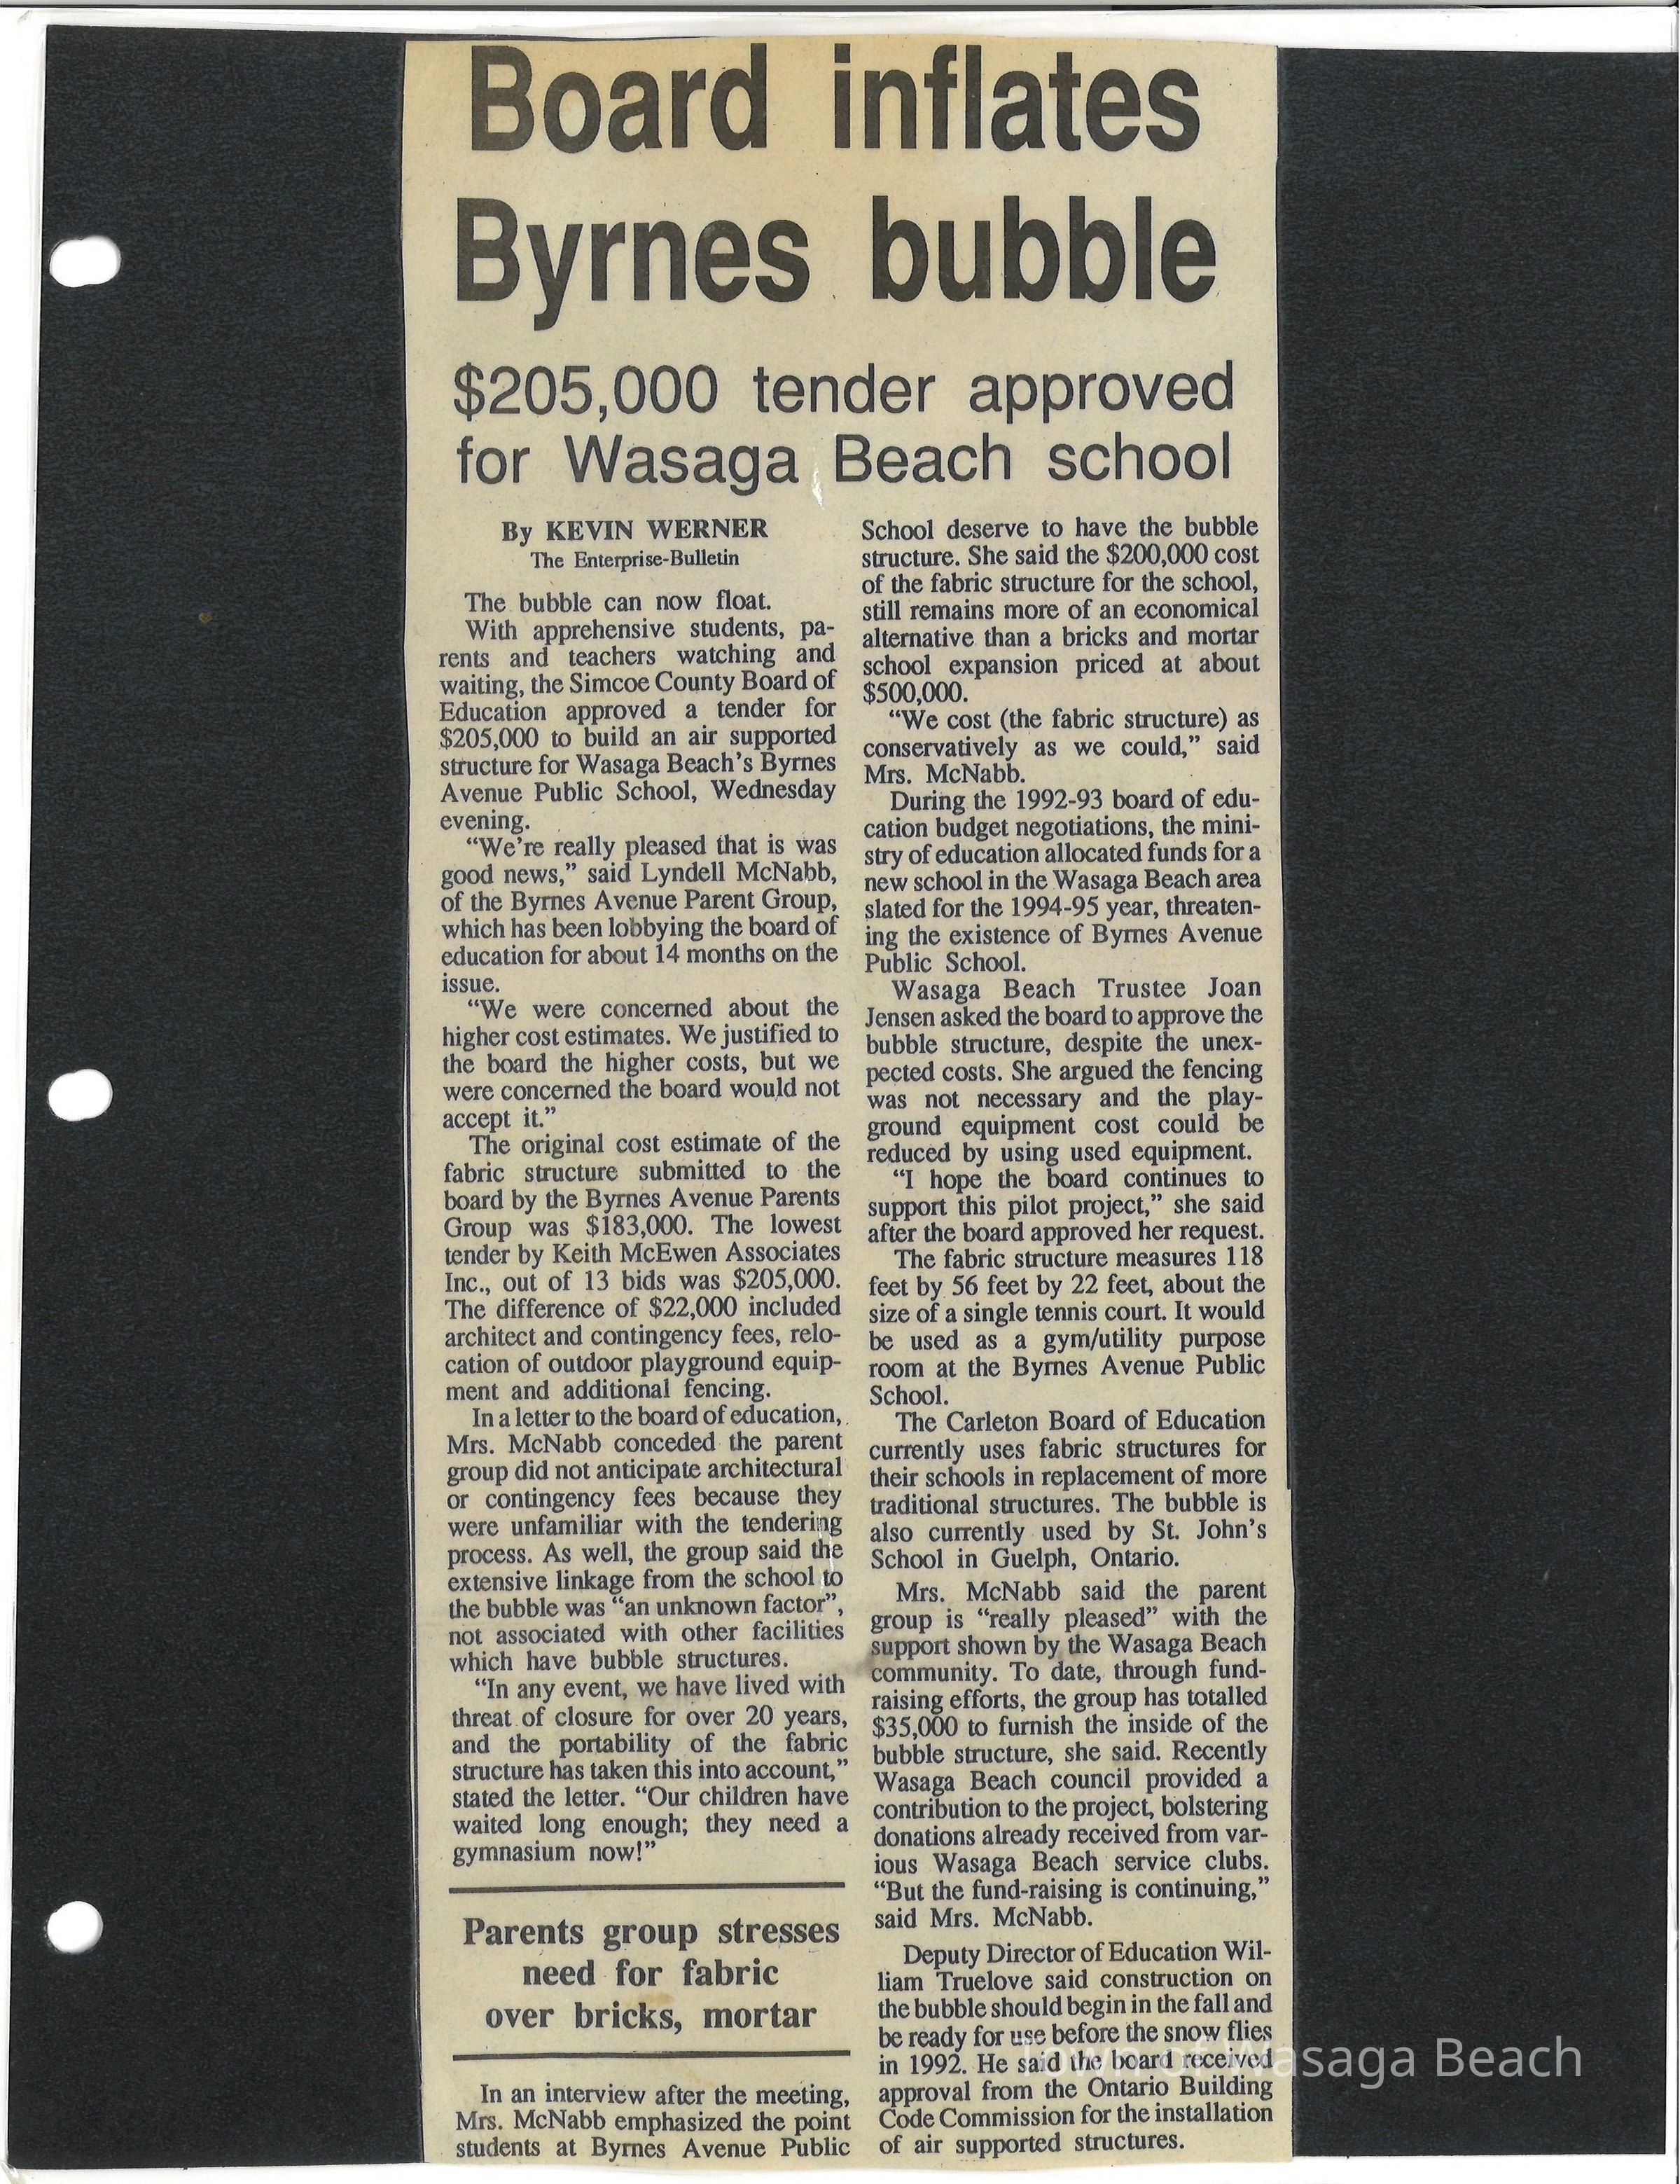 Board inflates
Byrnes bubble
$205,000 tender approved
for Wasaga Beach school
By KEVIN WERNER
The Enterprise-Bulletin
The bubble can now float.
With apprehensive students, pa-
rents and teachers watching and
waiting, the Simcoe County Board of
Education approved a tender for
$205,000 to build an air supported
structure for Wasaga Beach's Byrnes
Avenue Public School, Wednesday
evening.
"We're really pleased that is was
good news," said Lyndell McNabb,
of the Byrnes Avenue Parent Group,
which has been lobbying the board of
education for about 14 months on the
issue.
"We were concerned about the
higher cost estimates. We justified to
the board the higher costs, but we
were concerned the board would not
accept it."
The original cost estimate of the
fabric structure submitted to the
board by the Byrnes Avenue Parents
Group was $183,000. The lowest
tender by Keith McEwen Associates
Inc., out of 13 bids was $205,000.
The difference of $22,000 included
architect and contingency fees, relo-
cation of outdoor playground equip-
ment and additional fencing.
In a letter to the board of education,
Mrs. McNabb conceded the parent
group did not anticipate architectural
or contingency fees because they
were unfamiliar with the tendering
process. As well, the group said the
extensive linkage from the school to
the bubble was "an unknown factor",
not associated with other facilities
which have bubble structures.
"In any event, we have lived with
threat of closure for over 20 years,
and the portability of the fabric
structure has taken this into account,"
stated the letter. "Our children have
waited long enough; they need a
gymnasium now!"
Parents group stresses
need for fabric
over bricks, mortar
In an interview after the meeting,
Mrs. McNabb emphasized the point
students at Byrnes Avenue Public
School deserve to have the bubble
structure. She said the $200,000 cost
of the fabric structure for the school,
still remains more of an economical
alternative than a bricks and mortar
school expansion priced at about
$500,000.
"We cost (the fabric structure) as
conservatively as we could," said
Mrs. McNabb.
During the 1992-93 board of edu-
cation budget negotiations, the mini-
stry of education allocated funds for a
new school in the Wasaga Beach area
slated for the 1994-95 year, threaten-
ing the existence of Byrnes Avenue
Public School.
Wasaga Beach Trustee Joan
Jensen asked the board to approve the
bubble structure, despite the unex-
pected costs. She argued the fencing
was not necessary and the play-
ground equipment cost could be
reduced by using used equipment.
"I hope the board continues to
support this pilot project," she said
after the board approved her request.
The fabric structure measures 118
feet by 56 feet by 22 feet, about the
size of a single tennis court. It would
be used as a gym/utility purpose
room at the Byrnes Avenue Public
School.
The Carleton Board of Education
currently uses fabric structures for
their schools in replacement of more
traditional structures. The bubble is
also currently used by St. John's
School in Guelph, Ontario.
Mrs. McNabb said the parent
group is "really pleased" with the
support shown by the Wasaga Beach
community. To date, through fund-
raising efforts, the group has totalled
$35,000 to furnish the inside of the
bubble structure, she said. Recently
Wasaga Beach council provided a
contribution to the project, bolstering
donations already received from var-
ious Wasaga Beach service clubs.
"But the fund-raising is continuing,"
said Mrs. McNabb.
Deputy Director of Education Wil-
liam Truelove said construction on
the bubble should begin in the fall and
be ready for use before the snow flies
in 1992. He said the board received
approval from the Ontario Building
Code Commission for the installation
of air supported structures.
Town of Wasaga Beach